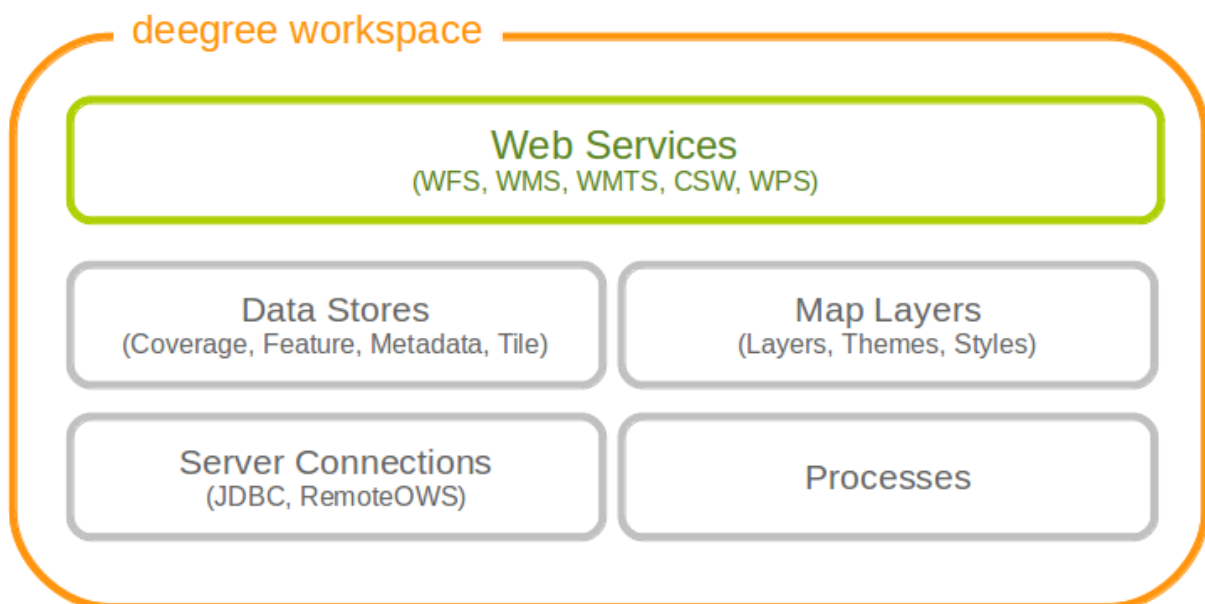 deegree workspace
Web Services
(WFS, WMS, WMTS, CSW, WPS)
Data Stores
(Coverage, Feature, Metadata, Tile)
Map Layers
(Layers, Themes, Styles)
Server Connections
(JDBC, RemoteOWS)
Processes